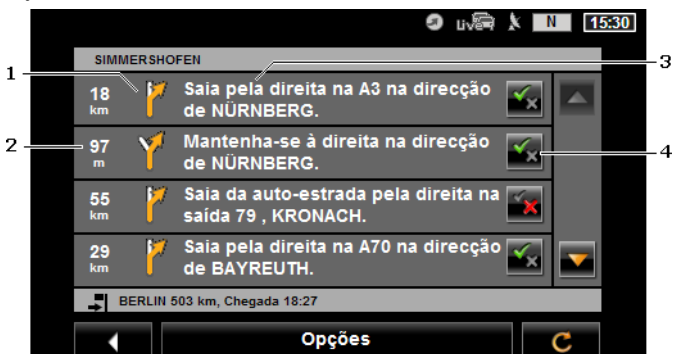 Live N 15:30
SIMMERSHOFEN
1
3
18 km
Saia pela direita na A3 na direcção
de NÜRNBERG.
2
97 m
Mantenha-se à direita na direcção
de NÜRNBERG.
4
55 km
Saia da auto-estrada pela direita na
saída 79 , KRONACH.
29 km
Saia pela direita na A70 na direcção
de BAYREUTH.
BERLIN 503 km, Chegada 18:27
Opções